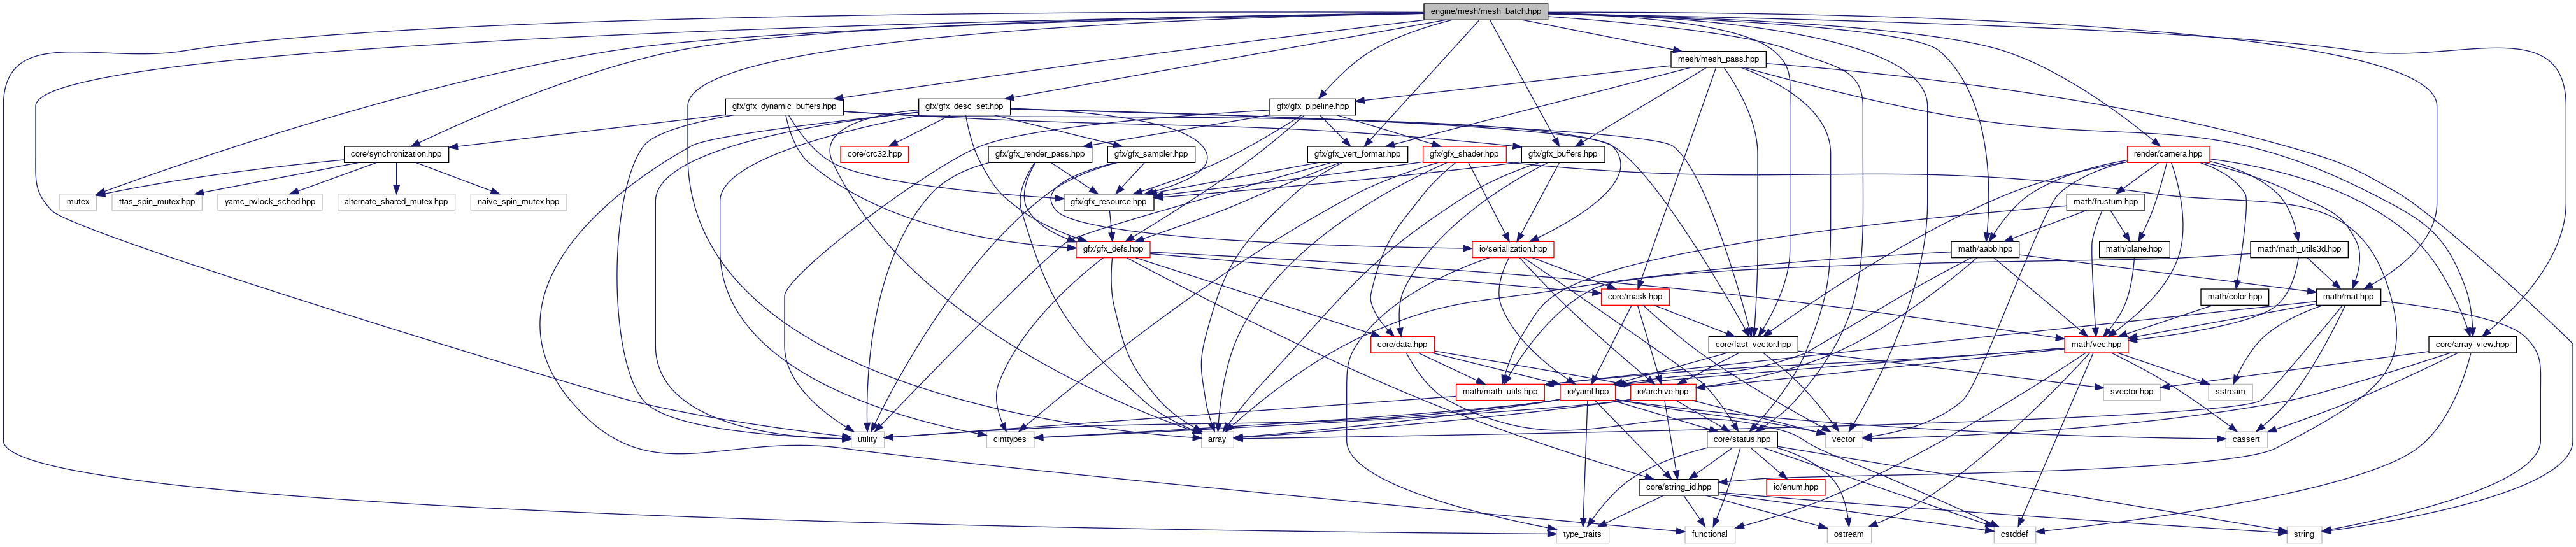 engine/mesh/mesh_batch.hpp
mesh/mesh_pass.hpp
gfx/gfx_dynamic_buffers.hpp
gfx/gfx_desc_set.hpp
gfx/gfx_pipeline.hpp
core/synchronization.hpp
core/crc32.hpp
gfx/gfx_render_pass.hpp
gfx/gfx_sampler.hpp
gfx/gfx_vert_format.hpp
gfx/gfx_shader.hpp
gfx/gfx_buffers.hpp
render/camera.hpp
mutex
ttas_spin_mutex.hpp
yamc_rwlock_sched.hpp
alternate_shared_mutex.hpp
naive_spin_mutex.hpp
gfx/gfx_resource.hpp
math/frustum.hpp
gfx/gfx_defs.hpp
io/serialization.hpp
math/aabb.hpp
math/plane.hpp
math/math_utils3d.hpp
core/mask.hpp
math/color.hpp
math/mat.hpp
core/data.hpp
core/fast_vector.hpp
math/vec.hpp
core/array_view.hpp
math/math_utils.hpp
io/yaml.hpp
io/archive.hpp
svector.hpp
sstream
utility
cinttypes
array
core/status.hpp
vector
cassert
core/string_id.hpp
io/enum.hpp
type_traits
functional
ostream
cstddef
string